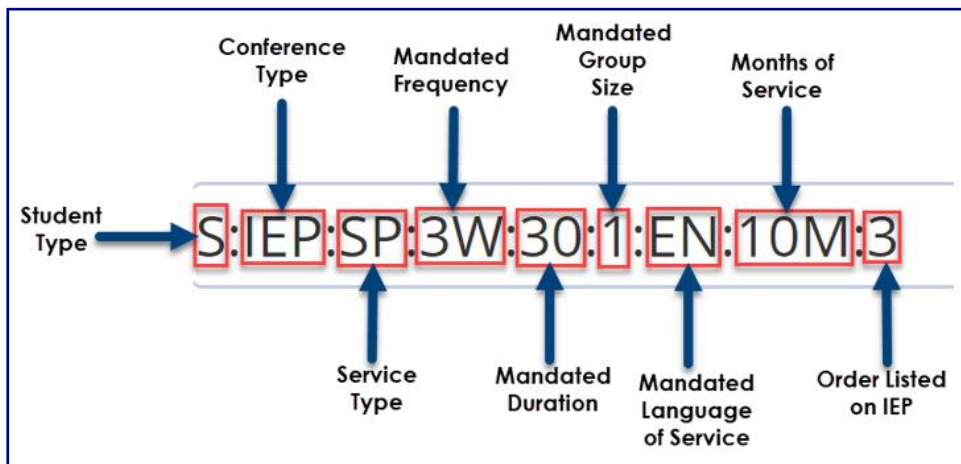 Conference
Type
Mandated
Frequency
Mandated
Group
Size
Months of
Service
Student
Type
S:IEP:SP:3W:30:1:EN:10M:3
Service
Type
Mandated
Duration
Mandated
Language
of Service
Order Listed
on IEP